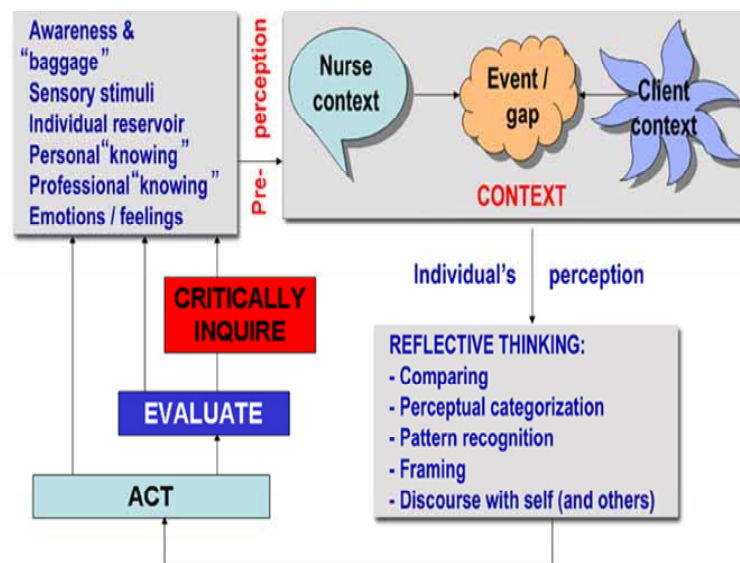 Awareness &
“baggage”
Sensory stimuli
Individual reservoir
Personal “knowing”
Professional “knowing”
Emotions / feelings
Pre- perception
Nurse
context
Event /
gap
Client
context
CONTEXT
Individual’s perception
REFLECTIVE THINKING:
- Comparing
- Perceptual categorization
- Pattern recognition
- Framing
- Discourse with self (and others)
CRITICALLY
INQUIRE
EVALUATE
ACT